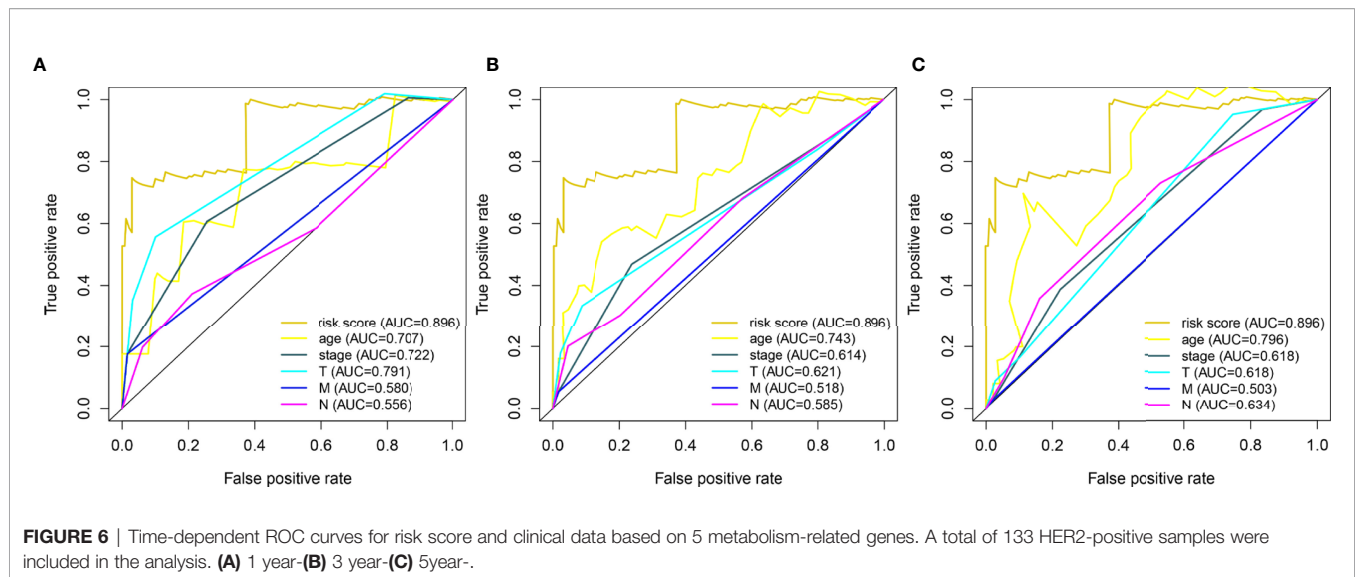 A
True positive rate
1.0
0.8
0.6
0.4
0.2
0.0
risk score (AUC=0.896)
age (AUC=0.707)
stage (AUC=0.722)
T (AUC=0.791)
M (AUC=0.580)
N (AUC=0.556)
0.0 0.2 0.4 0.6 0.8 1.0
False positive rate
B
True positive rate
1.0
0.8
0.6
0.4
0.2
0.0
risk score (AUC=0.896)
age (AUC=0.743)
stage (AUC=0.614)
T (AUC=0.621)
M (AUC=0.518)
N (AUC=0.585)
0.0 0.2 0.4 0.6 0.8 1.0
False positive rate
C
True positive rate
1.0
0.8
0.6
0.4
0.2
0.0
risk score (AUC=0.896)
age (AUC=0.796)
stage (AUC=0.618)
T (AUC=0.618)
M (AUC=0.503)
N (AUC=0.634)
0.0 0.2 0.4 0.6 0.8 1.0
False positive rate
FIGURE 6 | Time-dependent ROC curves for risk score and clinical data based on 5 metabolism-related genes. A total of 133 HER2-positive samples were
included in the analysis. (A) 1 year-(B) 3 year-(C) 5year-.